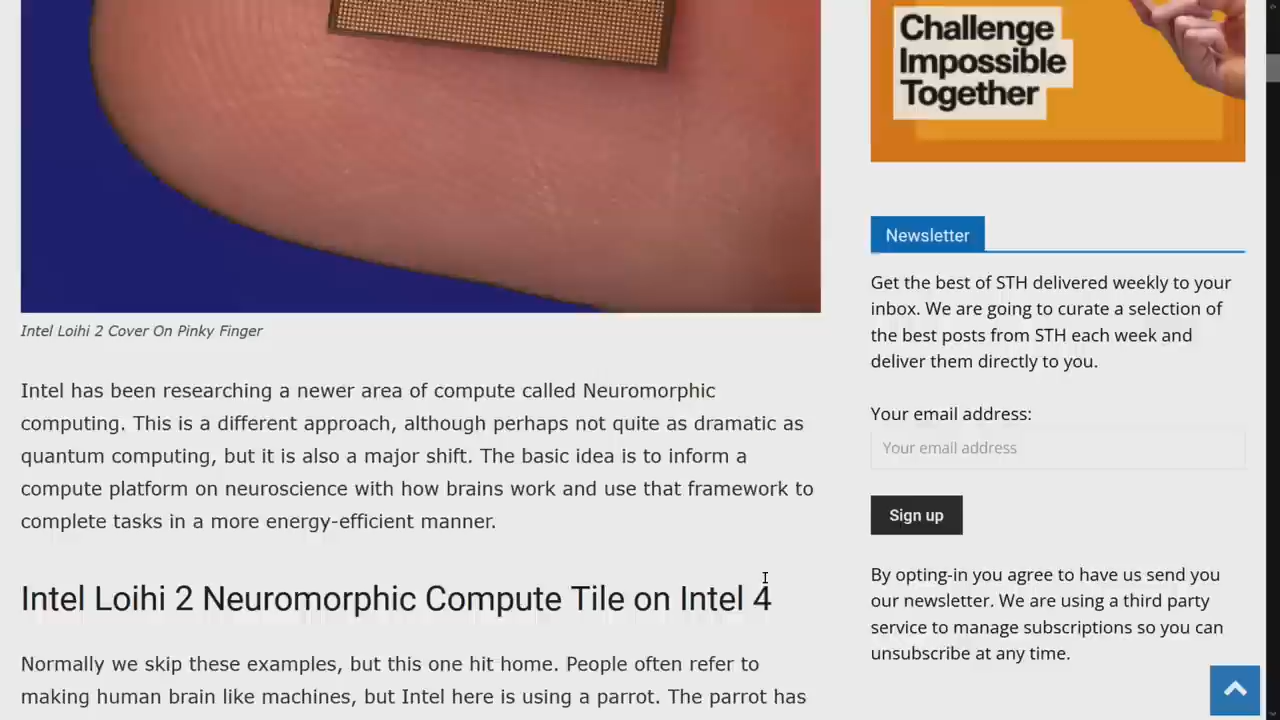 Challenge
Impossible
Together
Newsletter
Get the best of STH delivered weekly to your
inbox. We are going to curate a selection of
the best posts from STH each week and
deliver them directly to you.
Your email address:
Your email address
Sign up
By opting-in you agree to have us send you
our newsletter. We are using a third party
service to manage subscriptions so you can
unsubscribe at any time.
Intel Loihi 2 Cover On Pinky Finger
Intel has been researching a newer area of compute called Neuromorphic
computing. This is a different approach, although perhaps not quite as dramatic as
quantum computing, but it is also a major shift. The basic idea is to inform a
compute platform on neuroscience with how brains work and use that framework to
complete tasks in a more energy-efficient manner.
Intel Loihi 2 Neuromorphic Compute Tile on Intel 4
Normally we skip these examples, but this one hit home. People often refer to
making human brain like machines, but Intel here is using a parrot. The parrot has